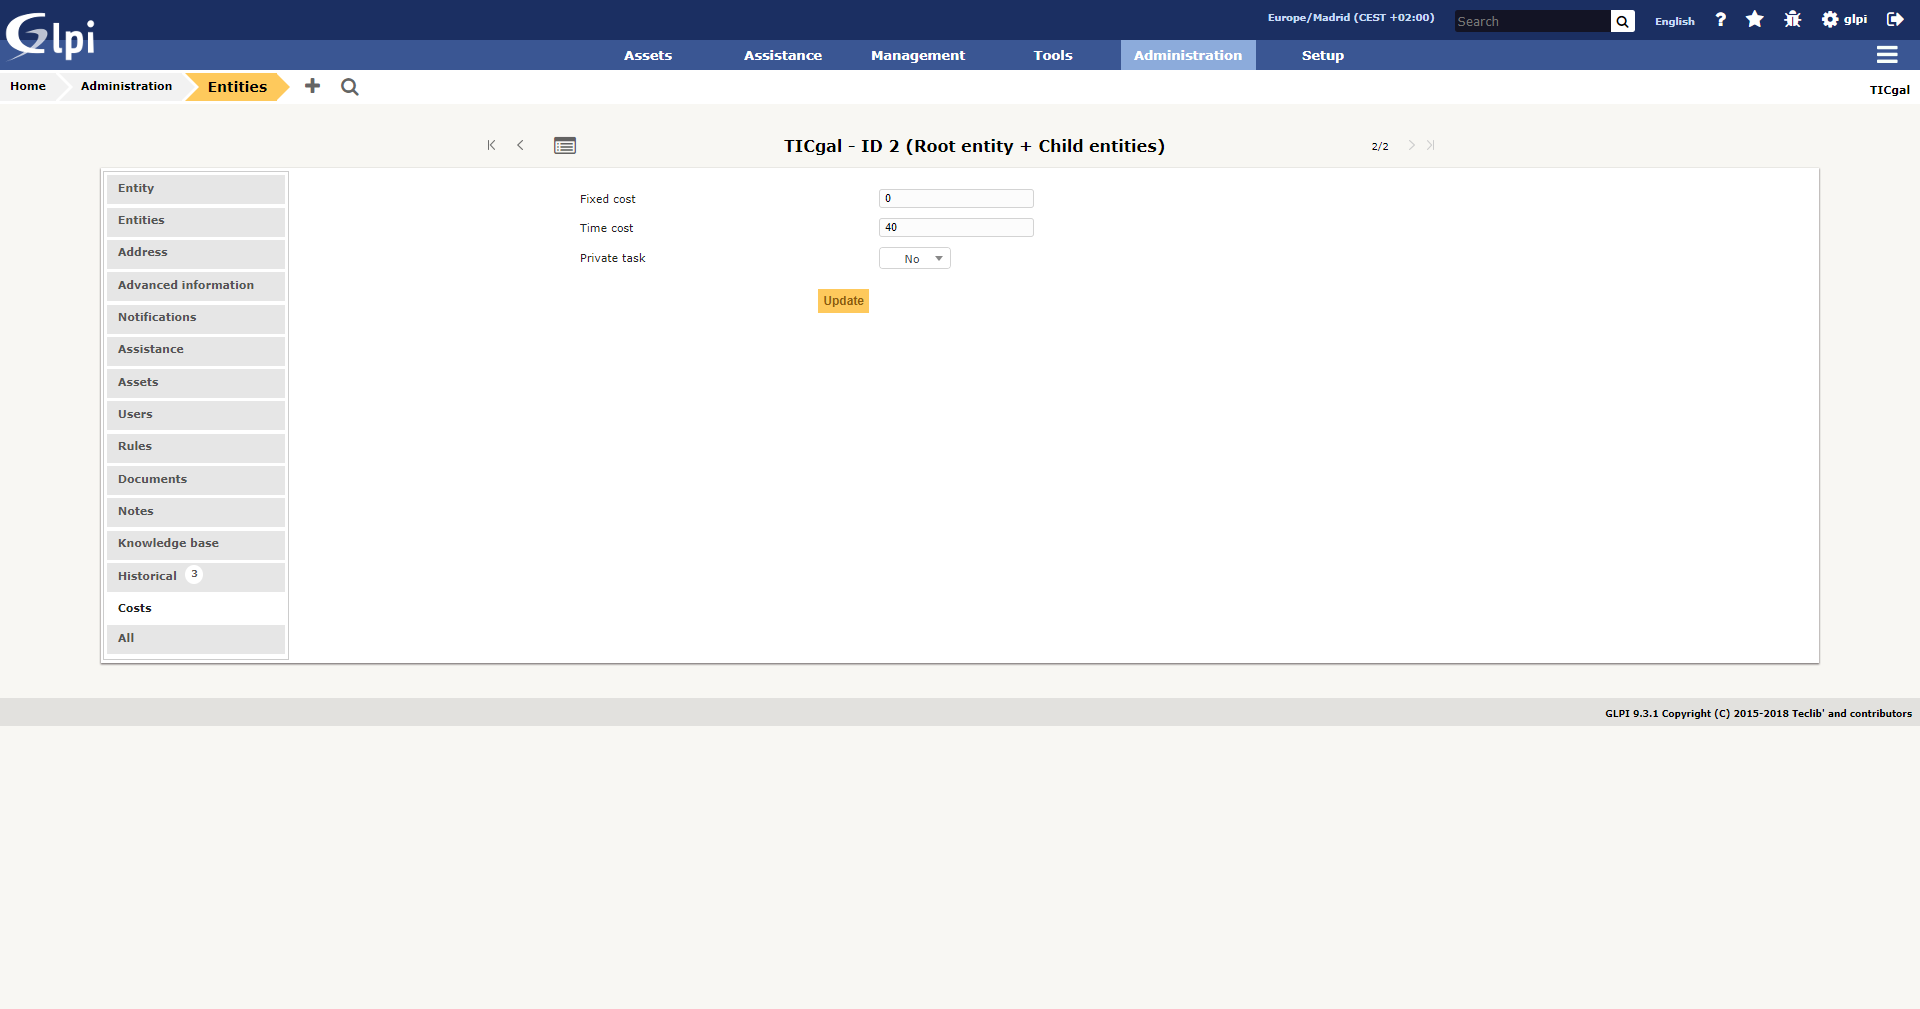 Glpi
Europe/Madrid (CEST +02:00)
Search
English
?
glpi
Assets
Assistance
Management
Tools
Administration
Setup
Home
Administration
Entities
TICgal
TICgal - ID 2 (Root entity + Child entities)
2/2
Entity
Entities
Address
Advanced information
Notifications
Assistance
Assets
Users
Rules
Documents
Notes
Knowledge base
Historical 3
Costs
All
Fixed cost
0
Time cost
40
Private task
No
Update
GLPI 9.3.1 Copyright (C) 2015-2018 Teclib' and contributors